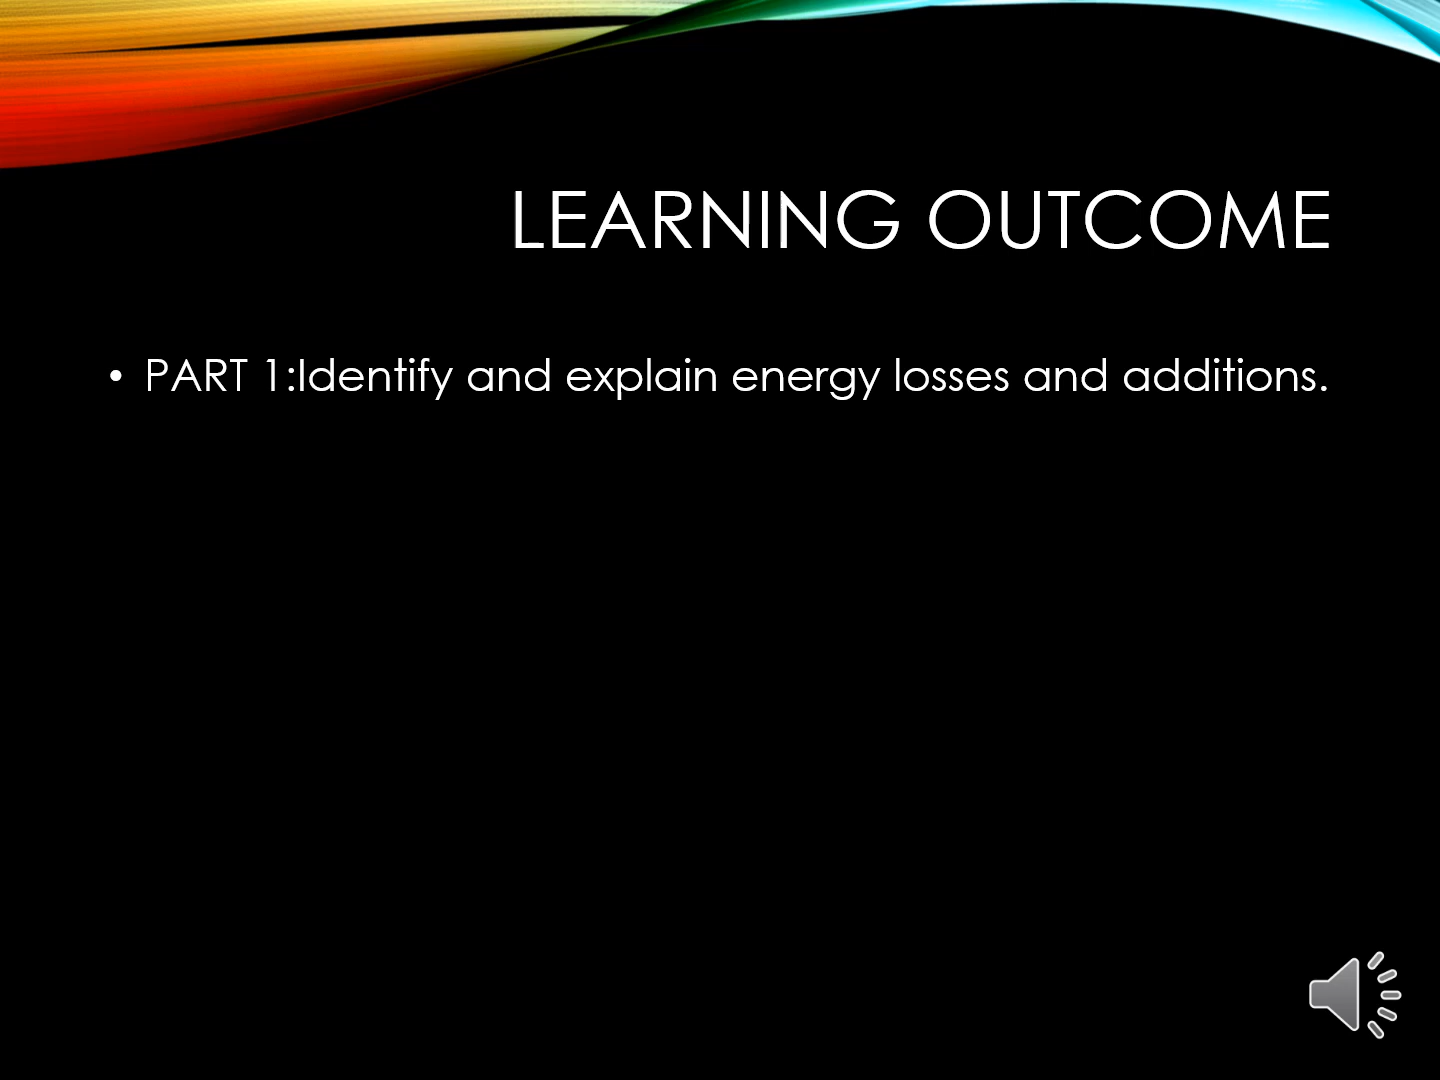 LEARNING OUTCOME
• PART 1:Identify and explain energy losses and additions.